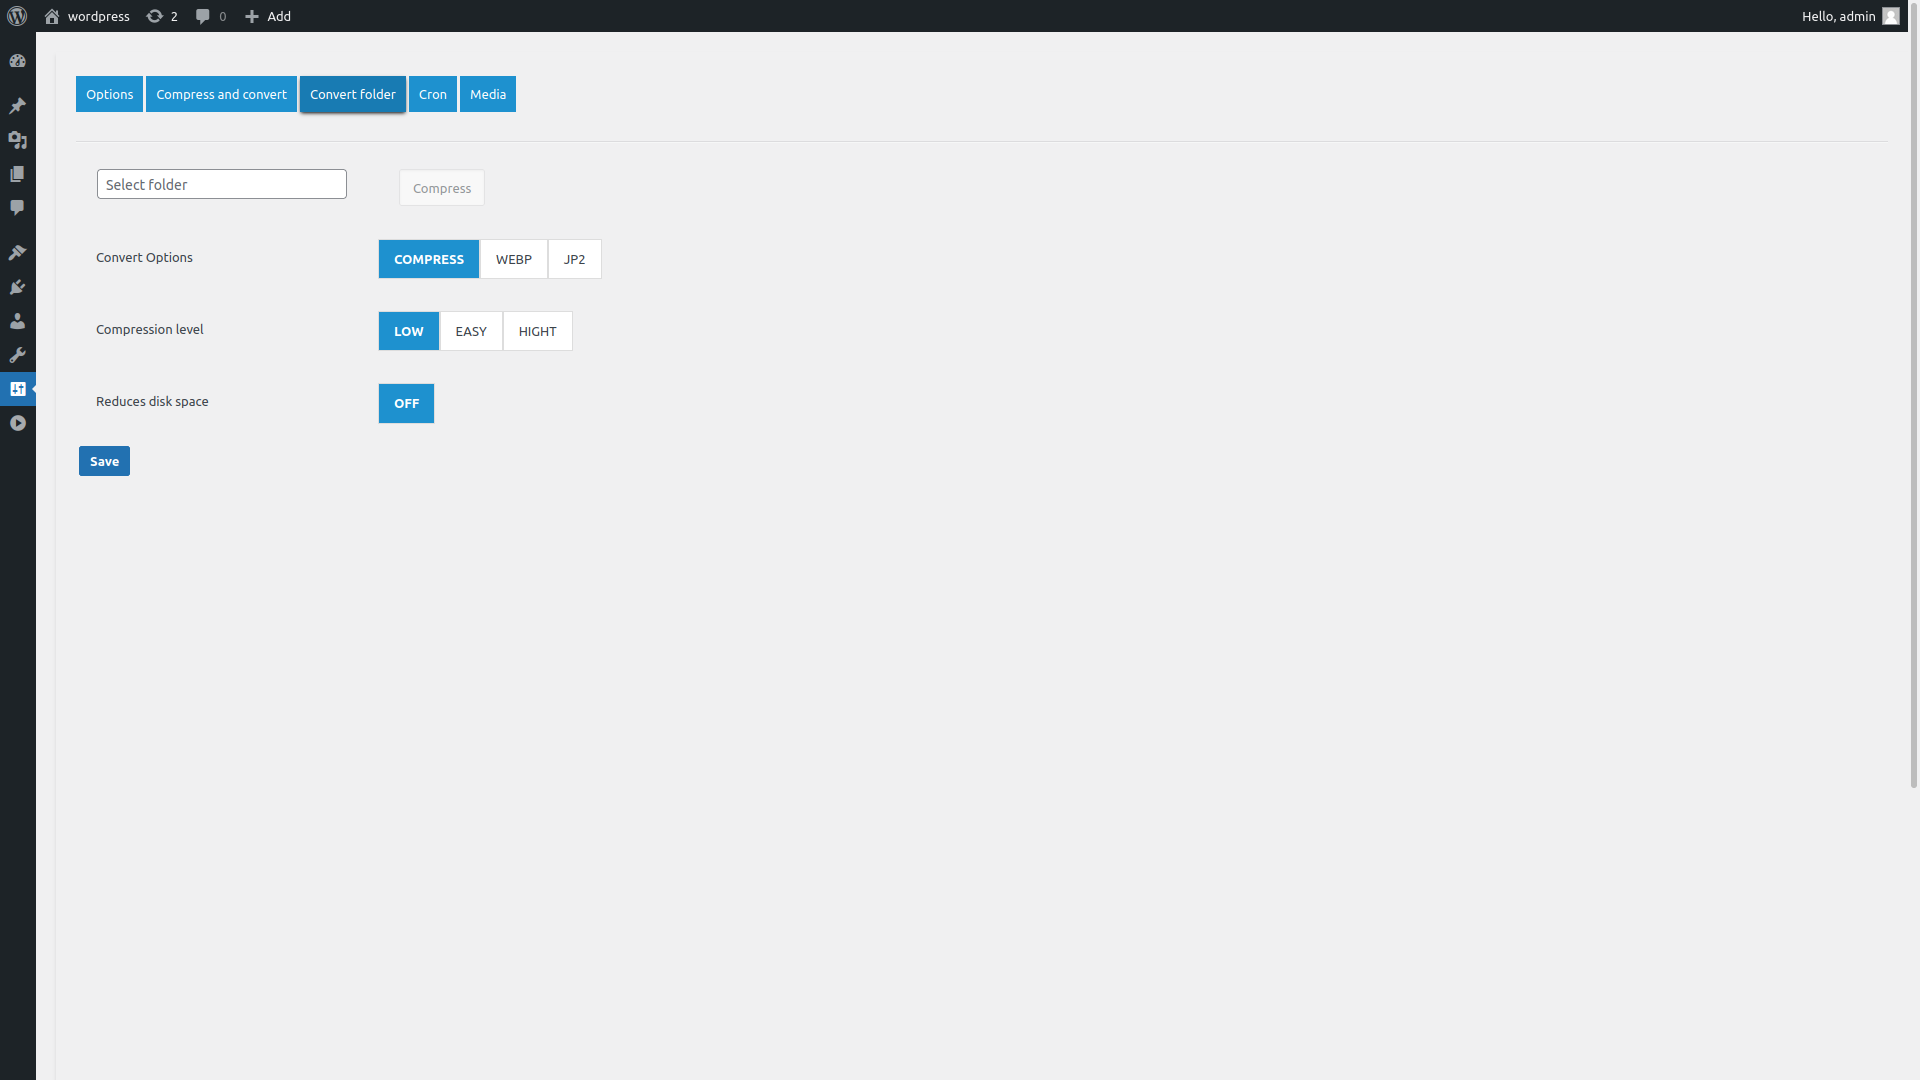 wordpress 2 0 Add Hello, admin
Options Compress and convert Convert folder Cron Media
Select folder Compress
Convert Options COMPRESS WEBP JP2
Compression level LOW EASY HIGHT
Reduces disk space OFF
Save